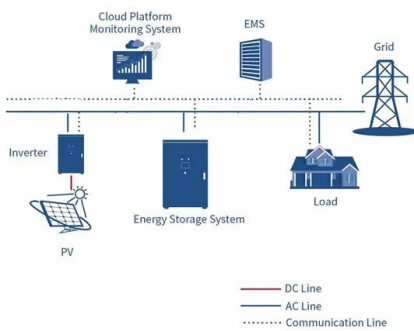 Cloud Platform
Monitoring System
EMS
Grid
Inverter
Energy Storage System
Load
PV
DC Line
AC Line
Communication Line